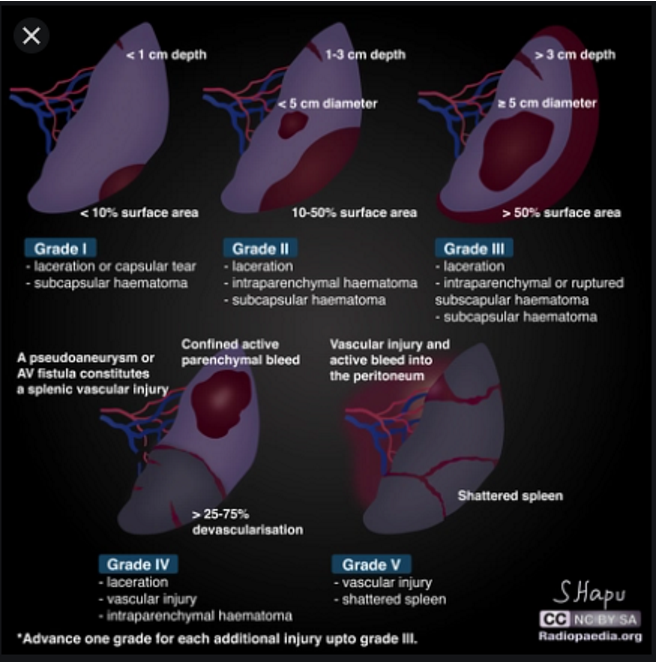 < 1 cm depth
< 10% surface area
Grade I
- laceration or capsular tear
- subcapsular haematoma
1-3 cm depth
< 5 cm diameter
10-50% surface area
Grade II
- laceration
- intraparenchymal haematoma
- subcapsular haematoma
> 3 cm depth
≥ 5 cm diameter
> 50% surface area
Grade III
- laceration
- intraparenchymal or ruptured
subscapular haematoma
- subcapsular haematoma
A pseudoaneurysm or
AV fistula constitutes
a splenic vascular injury
Confined active
parenchymal bleed
> 25-75%
devascularisation
Grade IV
- laceration
- vascular injury
- intraparenchymal haematoma
Vascular injury and
active bleed into
the peritoneum
Shattered spleen
Grade V
- vascular injury
- shattered spleen
S Hapu
CC NC BY SA
Radiopaedia.org
*Advance one grade for each additional injury upto grade III.